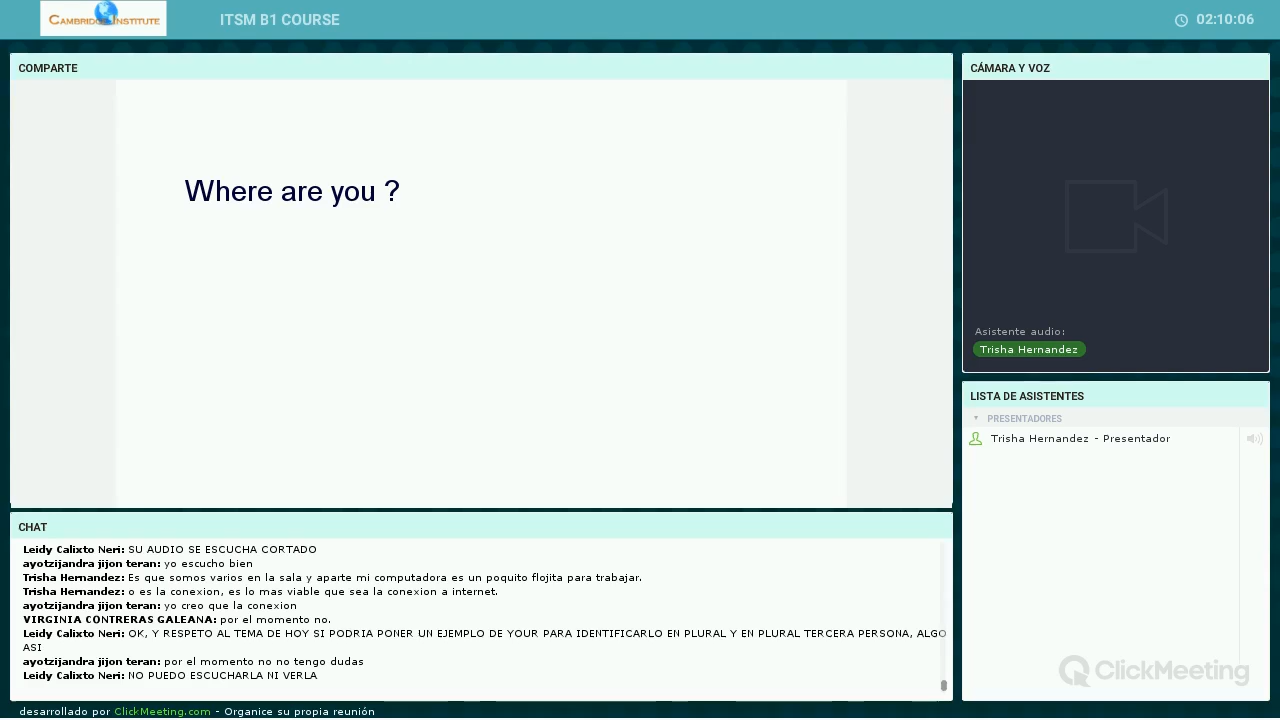 CAMBRIDGE INSTITUTE
ITSM B1 COURSE
02:10:06
COMPARTE
Where are you ?
CÁMARA Y VOZ
Asistente audio:
Trisha Hernandez
LISTA DE ASISTENTES
PRESENTADORES
Trisha Hernandez - Presentador
ClickMeeting
CHAT
Leidy Calixto Neri: SU AUDIO SE ESCUCHA CORTADO
ayotzijandra jijon teran: yo escucho bien
Trisha Hernandez: Es que somos varios en la sala y aparte mi computadora es un poquito flojita para trabajar.
Trisha Hernandez: o es la conexion, es lo mas viable que sea la conexion a internet.
ayotzijandra jijon teran: yo creo que la conexion
VIRGINIA CONTRERAS GALEANA: por el momento no.
Leidy Calixto Neri: OK, Y RESPETO AL TEMA DE HOY SI PODRIA PONER UN EJEMPLO DE YOUR PARA IDENTIFICARLO EN PLURAL Y EN PLURAL TERCERA PERSONA, ALGO
ASI
ayotzijandra jijon teran: por el momento no no tengo dudas
Leidy Calixto Neri: NO PUEDO ESCUCHARLA NI VERLA
desarrollado por ClickMeeting.com - Organice su propia reunión